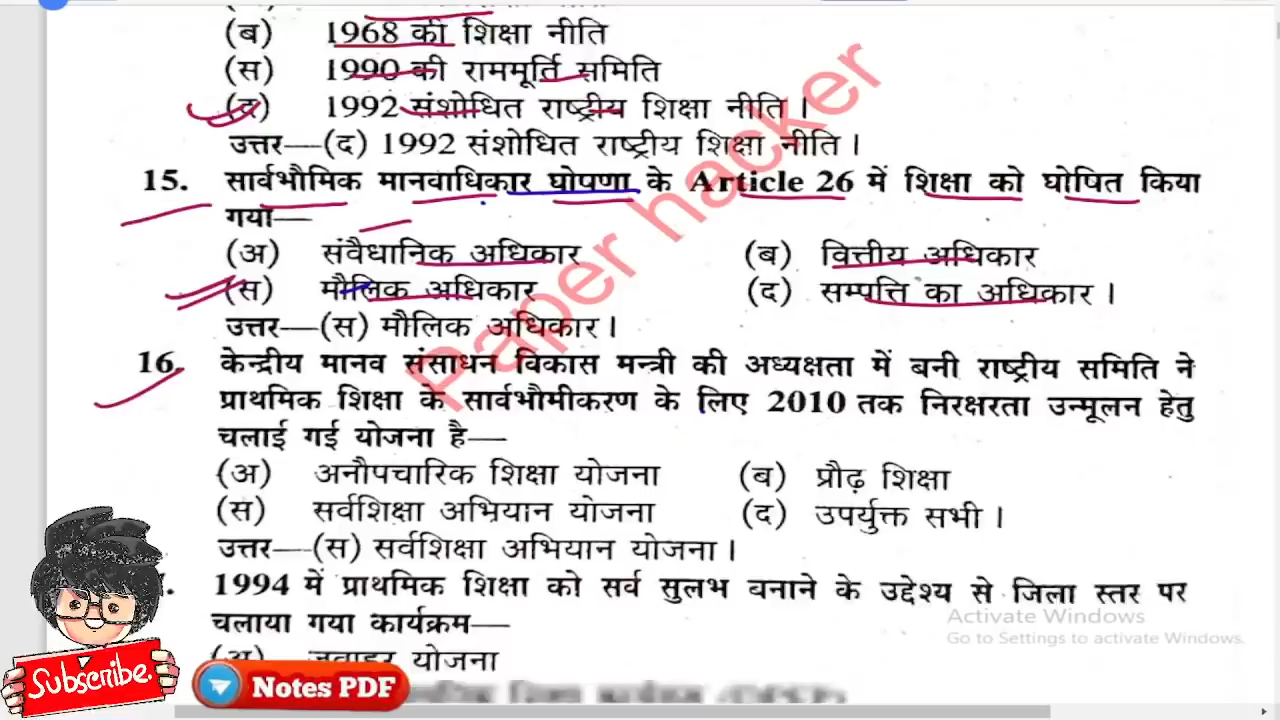 (ब) 1968 की शिक्षा नीति
(स) 1990 की राममूर्ति समिति
(द) 1992 संशोधित राष्ट्रीय शिक्षा नीति।
उत्तर—(द) 1992 संशोधित राष्ट्रीय शिक्षा नीति।
15. सार्वभौमिक मानवाधिकार घोषणा के Article 26 में शिक्षा को घोषित किया
गया—
(अ) संवैधानिक अधिकार (ब) वित्तीय अधिकार
(स) मौलिक अधिकार (द) सम्पत्ति का अधिकार।
उत्तर—(स) मौलिक अधिकार।
16. केन्द्रीय मानव संसाधन विकास मन्त्री की अध्यक्षता में बनी राष्ट्रीय समिति ने
प्राथमिक शिक्षा के सार्वभौमीकरण के लिए 2010 तक निरक्षरता उन्मूलन हेतु
चलाई गई योजना है—
(अ) अनौपचारिक शिक्षा योजना (ब) प्रौढ़ शिक्षा
(स) सर्वशिक्षा अभियान योजना (द) उपर्युक्त सभी।
उत्तर—(स) सर्वशिक्षा अभियान योजना।
1994 में प्राथमिक शिक्षा को सर्व सुलभ बनाने के उद्देश्य से जिला स्तर पर
चलाया गया कार्यक्रम—
(अ) जवाहर योजना
Paper hacker
Activate Windows
Go to Settings to activate Windows.
Subscribe.
Notes PDF